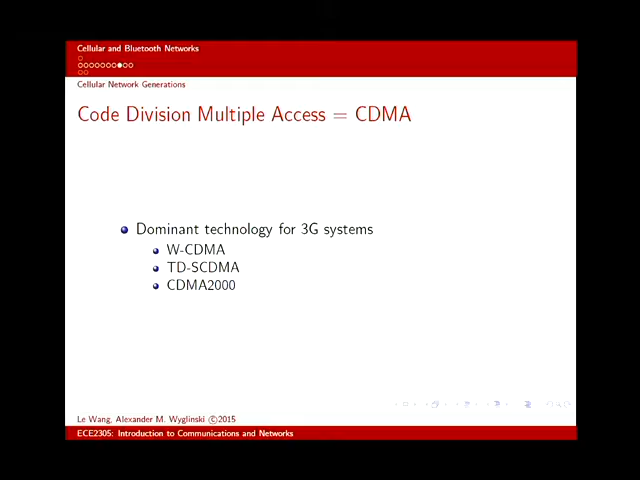 Cellular and Bluetooth Networks
Cellular Network Generations
Code Division Multiple Access = CDMA
Dominant technology for 3G systems
W-CDMA
TD-SCDMA
CDMA2000
Le Wang, Alexander M. Wyglinski ©2015
ECE2305: Introduction to Communications and Networks